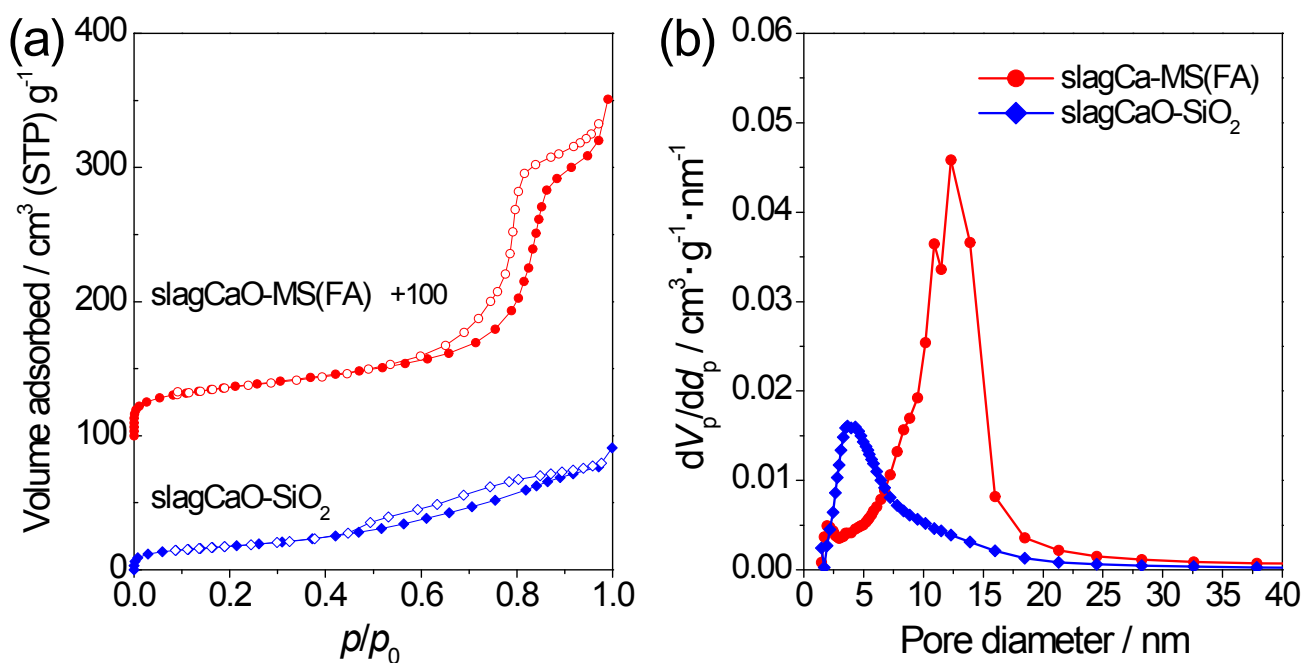 (a)
400
300
200
100
0
Volume adsorbed / cm³ (STP) g⁻¹
slagCaO-MS(FA) +100
slagCaO-SiO₂
0.0 0.2 0.4 0.6 0.8 1.0
p/p₀
(b)
0.06
0.05
0.04
0.03
0.02
0.01
0.00
dVₚ/ddₚ / cm³·g⁻¹·nm⁻¹
slagCa-MS(FA)
slagCaO-SiO₂
0 5 10 15 20 25 30 35 40
Pore diameter / nm